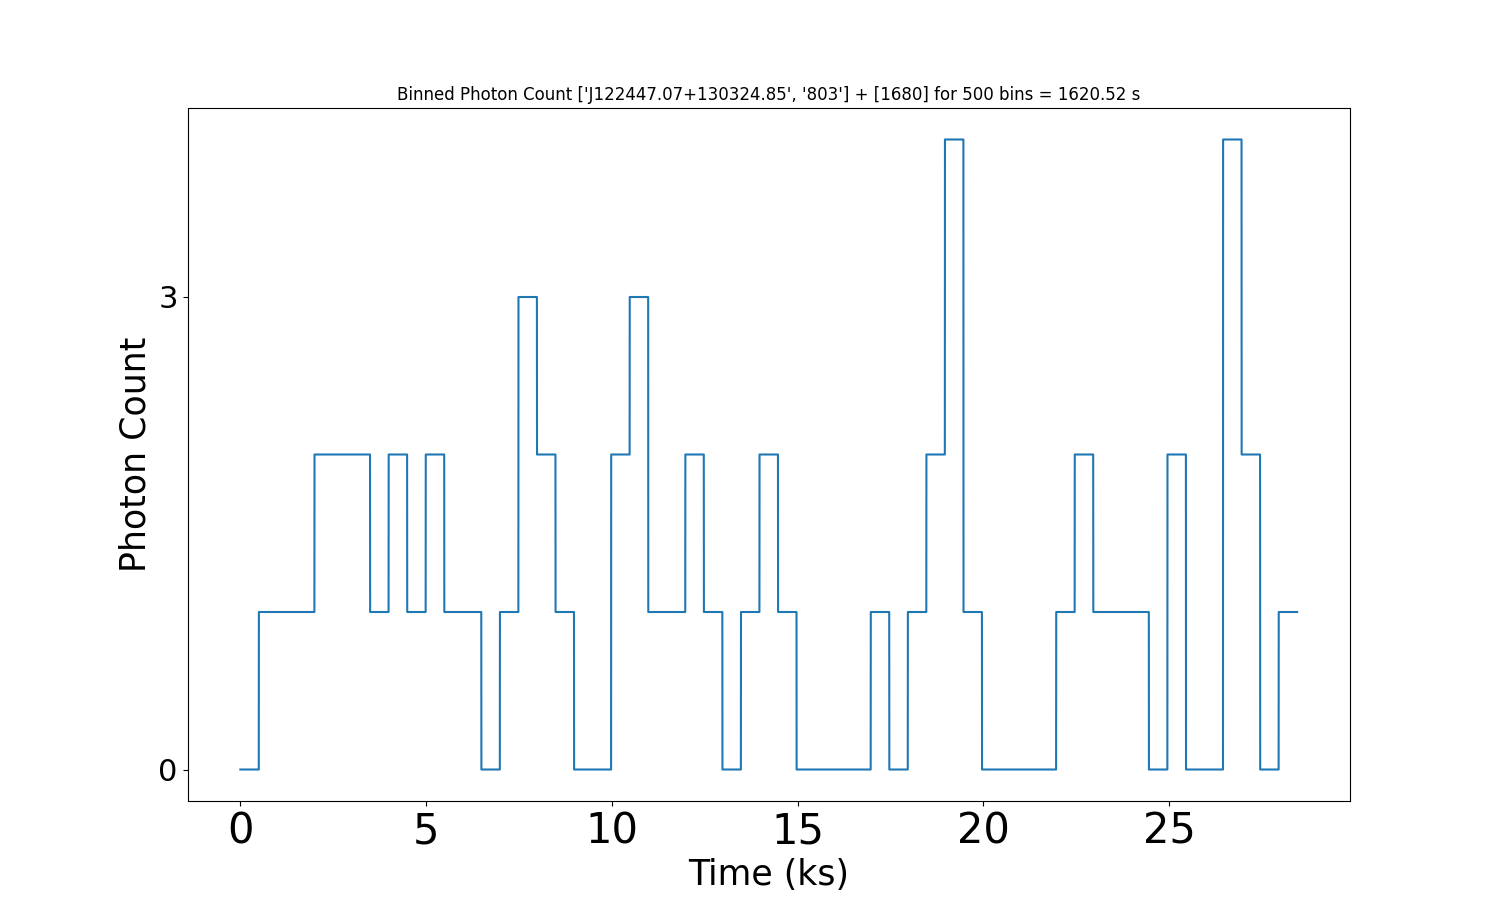 Binned Photon Count ['J122447.07+130324.85', '803'] + [1680] for 500 bins = 1620.52 s
Photon Count
3
0
0 5 10 15 20 25
Time (ks)